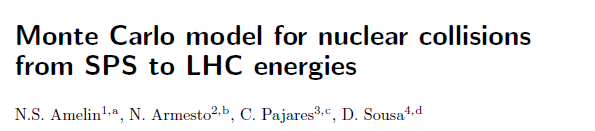 Monte Carlo model for nuclear collisions
from SPS to LHC energies
N.S. Amelin1,a, N. Armesto2,b, C. Pajares3,c, D. Sousa4,d